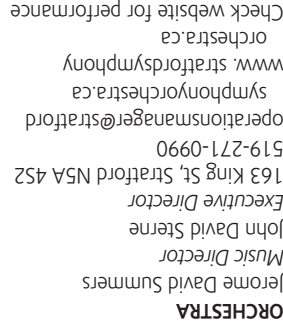 ORCHESTRA
Jerome David Summers
Music Director
John David Sterne
Executive Director
163 King St, Stratford N5A 4S2
519-271-0990
operationsmanager@stratford
symphonyorchestra.ca
www. stratfordsymphony
orchestra.ca
Check website for performance